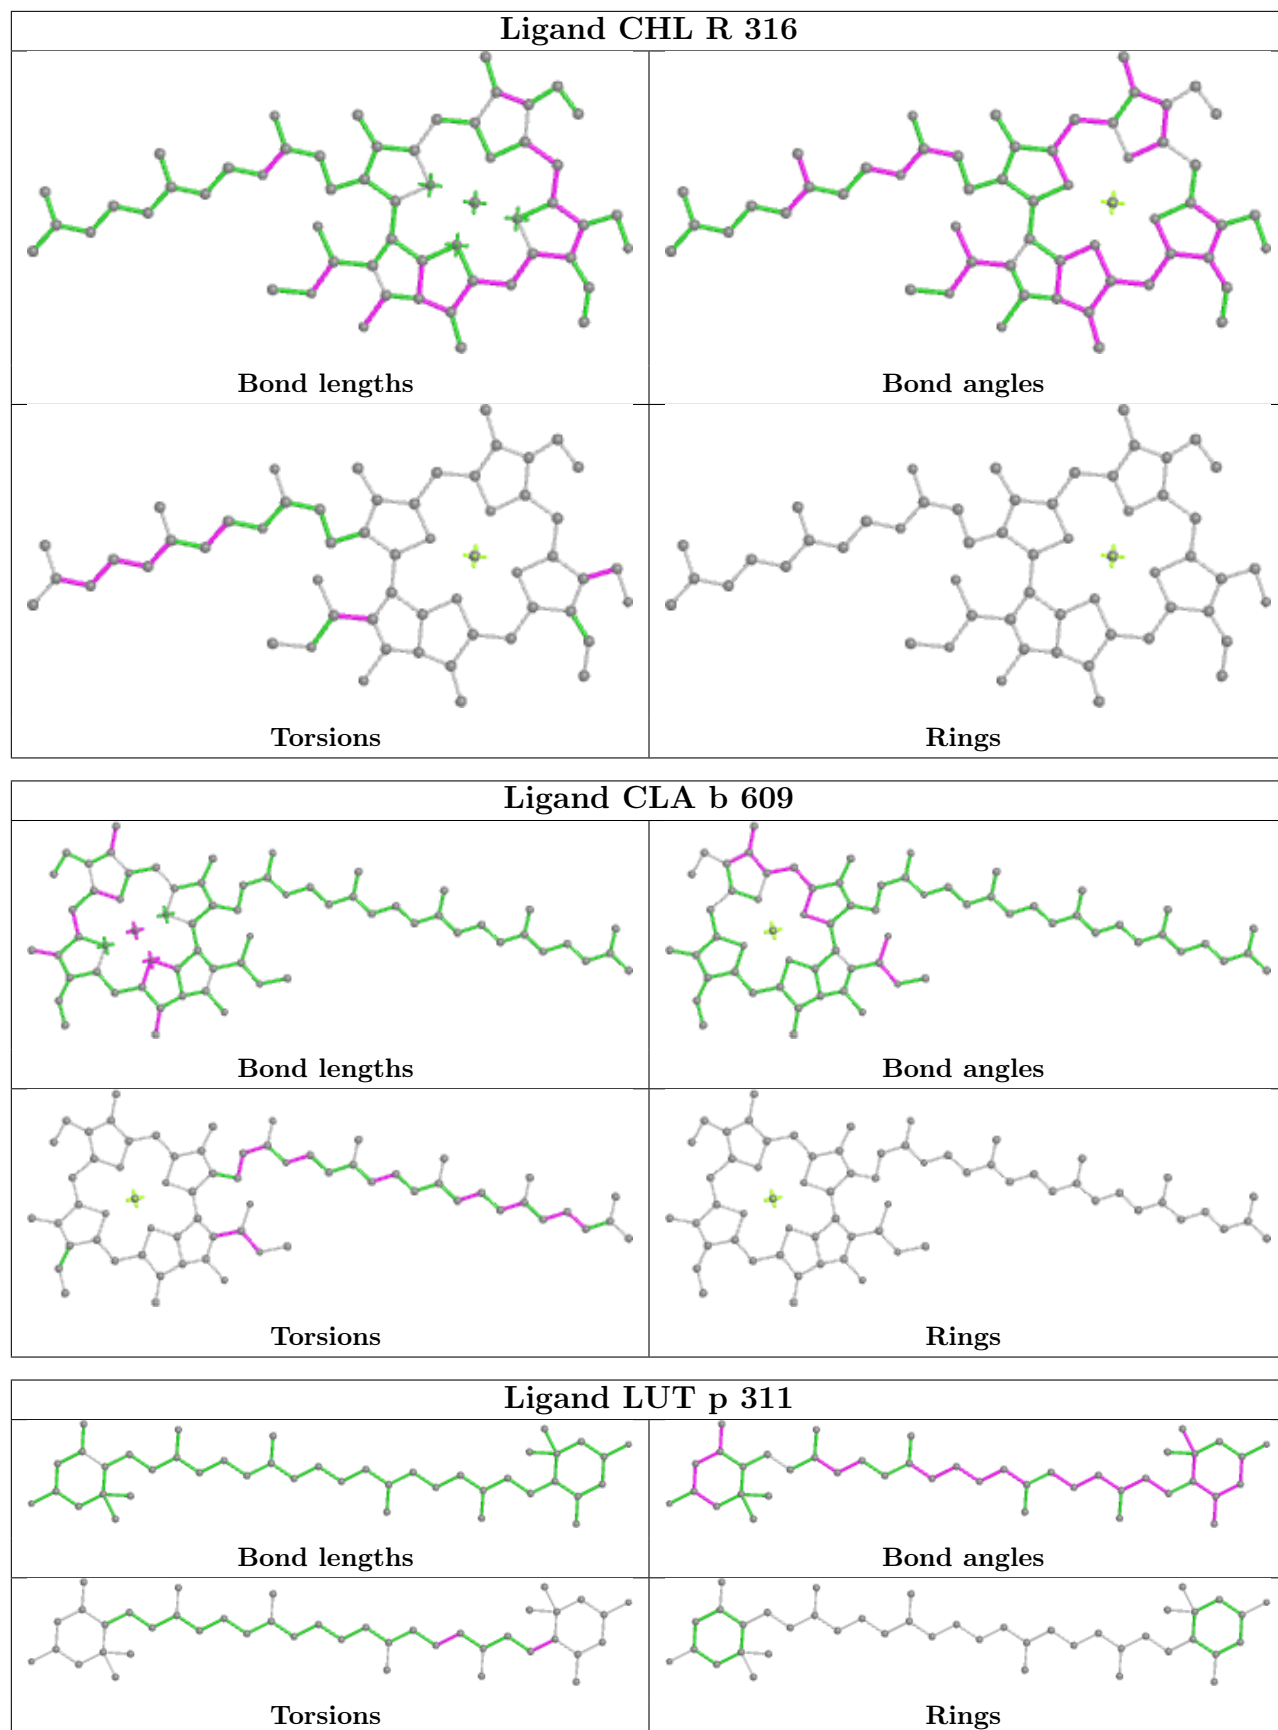 Ligand CHL R 316
Bond lengths
Bond angles
Torsions
Rings
Ligand CLA b 609
Bond lengths
Bond angles
Torsions
Rings
Ligand LUT p 311
Bond lengths
Bond angles
Torsions
Rings